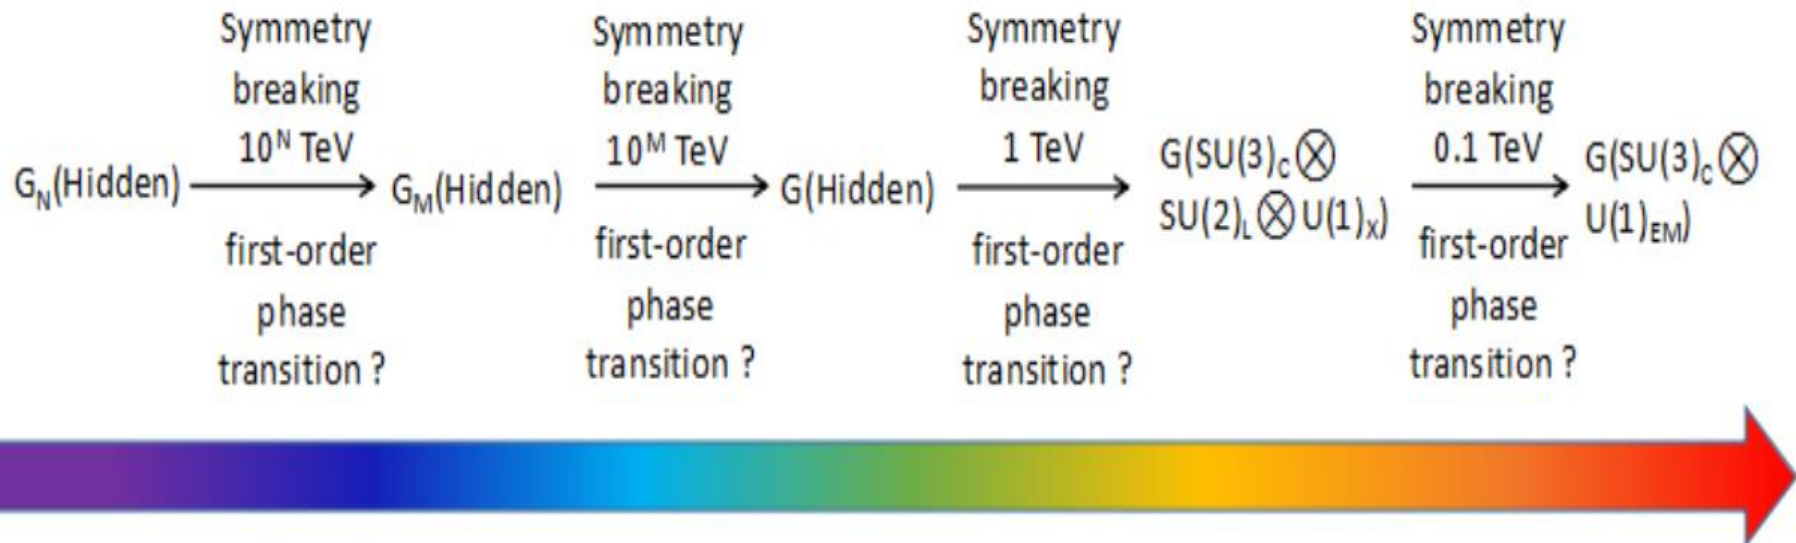 Symmetry
breaking
10ᴺ TeV
Symmetry
breaking
10ᴹ TeV
Symmetry
breaking
1 TeV
Symmetry
breaking
0.1 TeV
G_N(Hidden)
G_M(Hidden)
G(Hidden)
G(SU(3)_C⊗
SU(2)_L⊗U(1)_X)
G(SU(3)_C⊗
U(1)_EM)
first-order
phase
transition ?
first-order
phase
transition ?
first-order
phase
transition ?
first-order
phase
transition ?